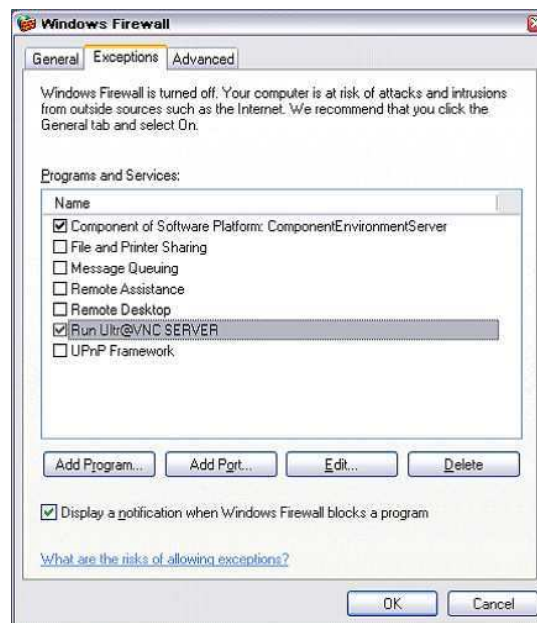 Windows Firewall
General Exceptions Advanced
Windows Firewall is turned off. Your computer is at risk of attacks and intrusions
from outside sources such as the Internet. We recommend that you click the
General tab and select On.
Programs and Services:
Name
Component of Software Platform: ComponentEnvironmentServer
File and Printer Sharing
Message Queuing
Remote Assistance
Remote Desktop
Run Ultr@VNC SERVER
UPnP Framework
Add Program... Add Port... Edit... Delete
Display a notification when Windows Firewall blocks a program
What are the risks of allowing exceptions?
OK Cancel